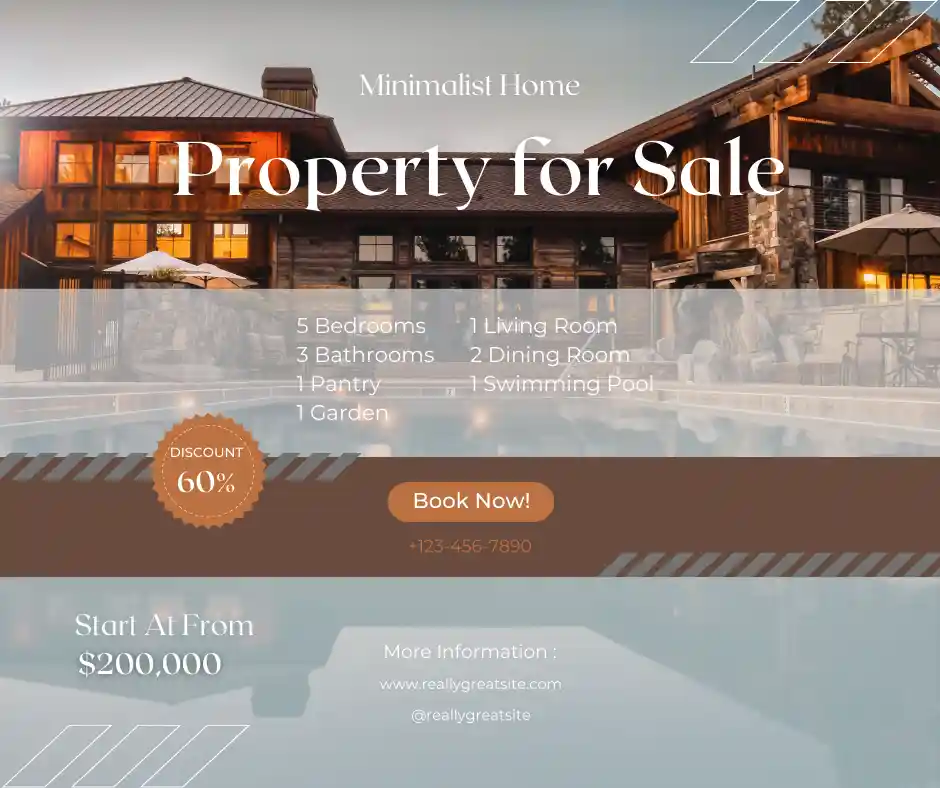 Minimalist Home
Property for Sale
5 Bedrooms
3 Bathrooms
1 Pantry
1 Garden
1 Living Room
2 Dining Room
1 Swimming Pool
DISCOUNT
60%
Book Now!
+123-456-7890
Start At From
$200,000
More Information :
www.reallygreatsite.com
@reallygreatsite